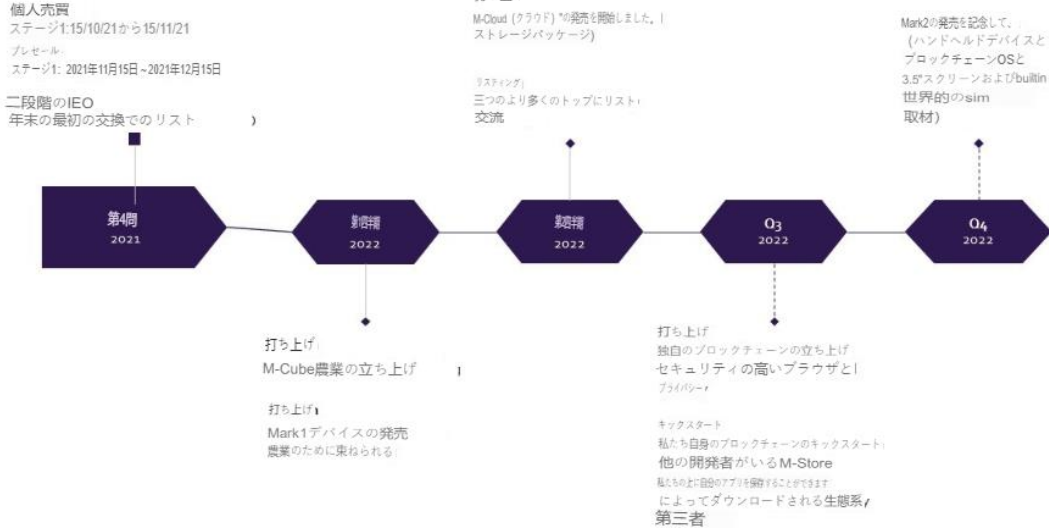 個人売買
ステージ1:15/10/21から15/11/21
プレセール
ステージ1: 2021年11月15日~2021年12月15日
二段階のIEO
年末の最初の交換でのリスト
M-Cloud (クラウド) "の発売を開始しました。
ストレージパッケージ)
リスティング
三つのより多くのトップにリスト
交流
Mark2の発売を記念して、
(ハンドヘルドデバイスと
ブロックチェーンOSと
3.5"スクリーンおよびbuiltin
世界的のsim
取材)
第4問
2021
2022
2022
Q3
2022
Q4
2022
打ち上げ
M-Cube農業の立ち上げ
打ち上げ
Mark1デバイスの発売
農業のために束ねられる
打ち上げ
独自のブロックチェーンの立ち上げ
セキュリティの高いブラウザと
プライバシー
キックスタート
私たち自身のブロックチェーンのキックスタート
他の開発者がいるM-Store
私たちの上に自分のアプリを保存することができます
によってダウンロードされる生態系
第三者